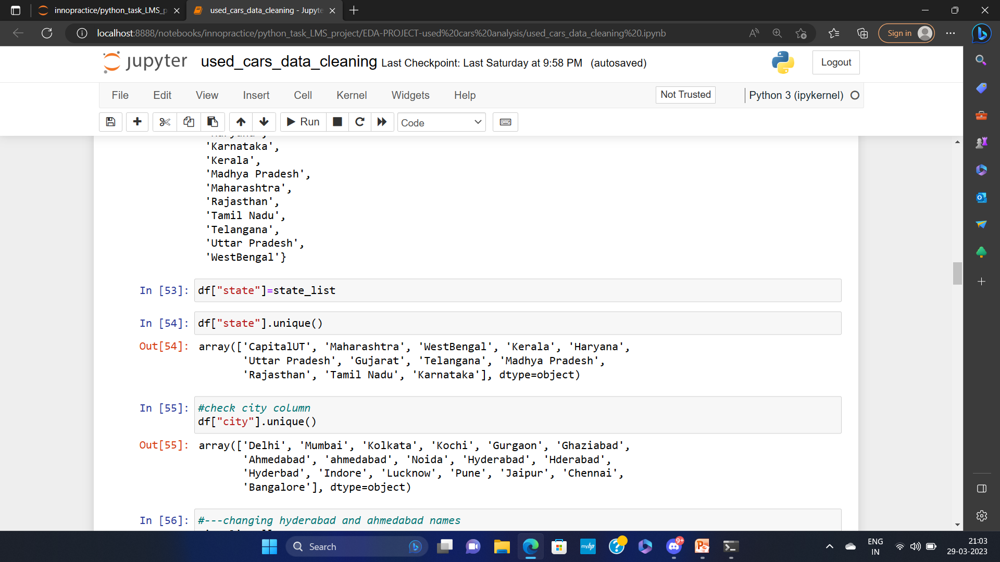 innopractice/python_task_LMS_p
used_cars_data_cleaning - Jupyte
localhost:8888/notebooks/innopractice/python_task_LMS_project/EDA-PROJECT-used%20cars%20analysis/used_cars_data_cleaning%20.ipynb
Sign in
jupyter used_cars_data_cleaning Last Checkpoint: Last Saturday at 9:58 PM (autosaved)
Logout
File Edit View Insert Cell Kernel Widgets Help
Not Trusted
Python 3 (ipykernel)
Run
Code
'Karnataka',
'Kerala',
'Madhya Pradesh',
'Maharashtra',
'Rajasthan',
'Tamil Nadu',
'Telangana',
'Uttar Pradesh',
'WestBengal'}
In [53]: df["state"]=state_list
In [54]: df["state"].unique()
Out[54]: array(['CapitalUT', 'Maharashtra', 'WestBengal', 'Kerala', 'Haryana',
'Uttar Pradesh', 'Gujarat', 'Telangana', 'Madhya Pradesh',
'Rajasthan', 'Tamil Nadu', 'Karnataka'], dtype=object)
In [55]: #check city column
df["city"].unique()
Out[55]: array(['Delhi', 'Mumbai', 'Kolkata', 'Kochi', 'Gurgaon', 'Ghaziabad',
'Ahmedabad', 'ahmedabad', 'Noida', 'Hyderabad', 'Hderabad',
'Hyderbad', 'Indore', 'Lucknow', 'Pune', 'Jaipur', 'Chennai',
'Bangalore'], dtype=object)
In [56]: #---changing hyderabad and ahmedabad names
Search
myhp
9+
ENG
IN
21:03
29-03-2023